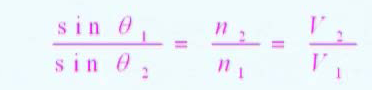 sin θ₁ / sin θ₂ = n₂ / n₁ = V₂ / V₁